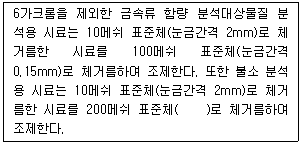 6가크롬을 제외한 금속류 함량 분석대상물질 분
석용 시료는 10메쉬 표준체(눈금간격 2mm)로 체
거름한 시료를 100메쉬 표준체(눈금간격
0.15mm)로 체거름하여 조제한다. 또한 불소 분석
용 시료는 10메쉬 표준체(눈금간격 2mm)로 체거
름한 시료를 200메쉬 표준체(    )로 체거름하여
조제한다.